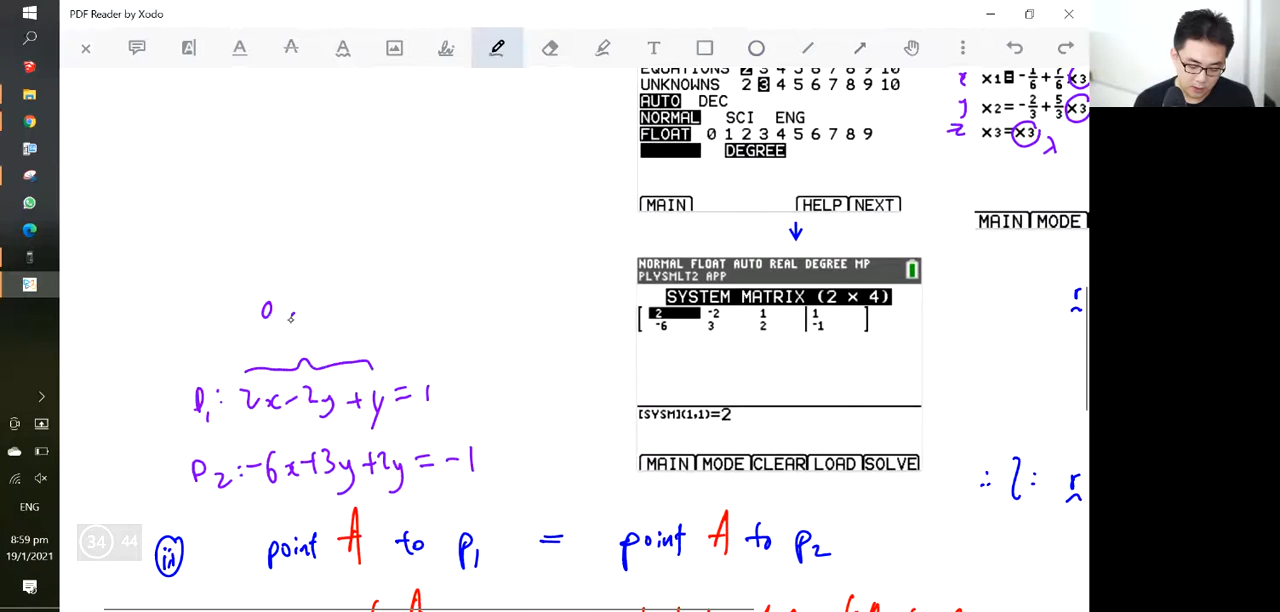 PDF Reader by Xodo
EQUATIONS 2 3 4 5 6 7 8 9 10
UNKNOWNS 2 3 4 5 6 7 8 9 10
AUTO DEC
NORMAL SCI ENG
FLOAT 0 1 2 3 4 5 6 7 8 9
DEGREE
MAIN HELP NEXT
x x1=-1/6+7/6 x3
y x2=-2/3+5/3 x3
z x3=x3 λ
MAIN MODE
NORMAL FLOAT AUTO REAL DEGREE MP
PLYSMLT2 APP
SYSTEM MATRIX (2 × 4)
2 -2 1 1
-6 3 2 -1
[SYSM](1,1)=2
MAIN MODE CLEAR LOAD SOLVE
r
0
P1: 2x-2y+y=1
P2: -6x+3y+2y=-1
∴ l: r
(ii) point A to p1 = point A to p2
34 44
ENG
8:59 pm
19/1/2021